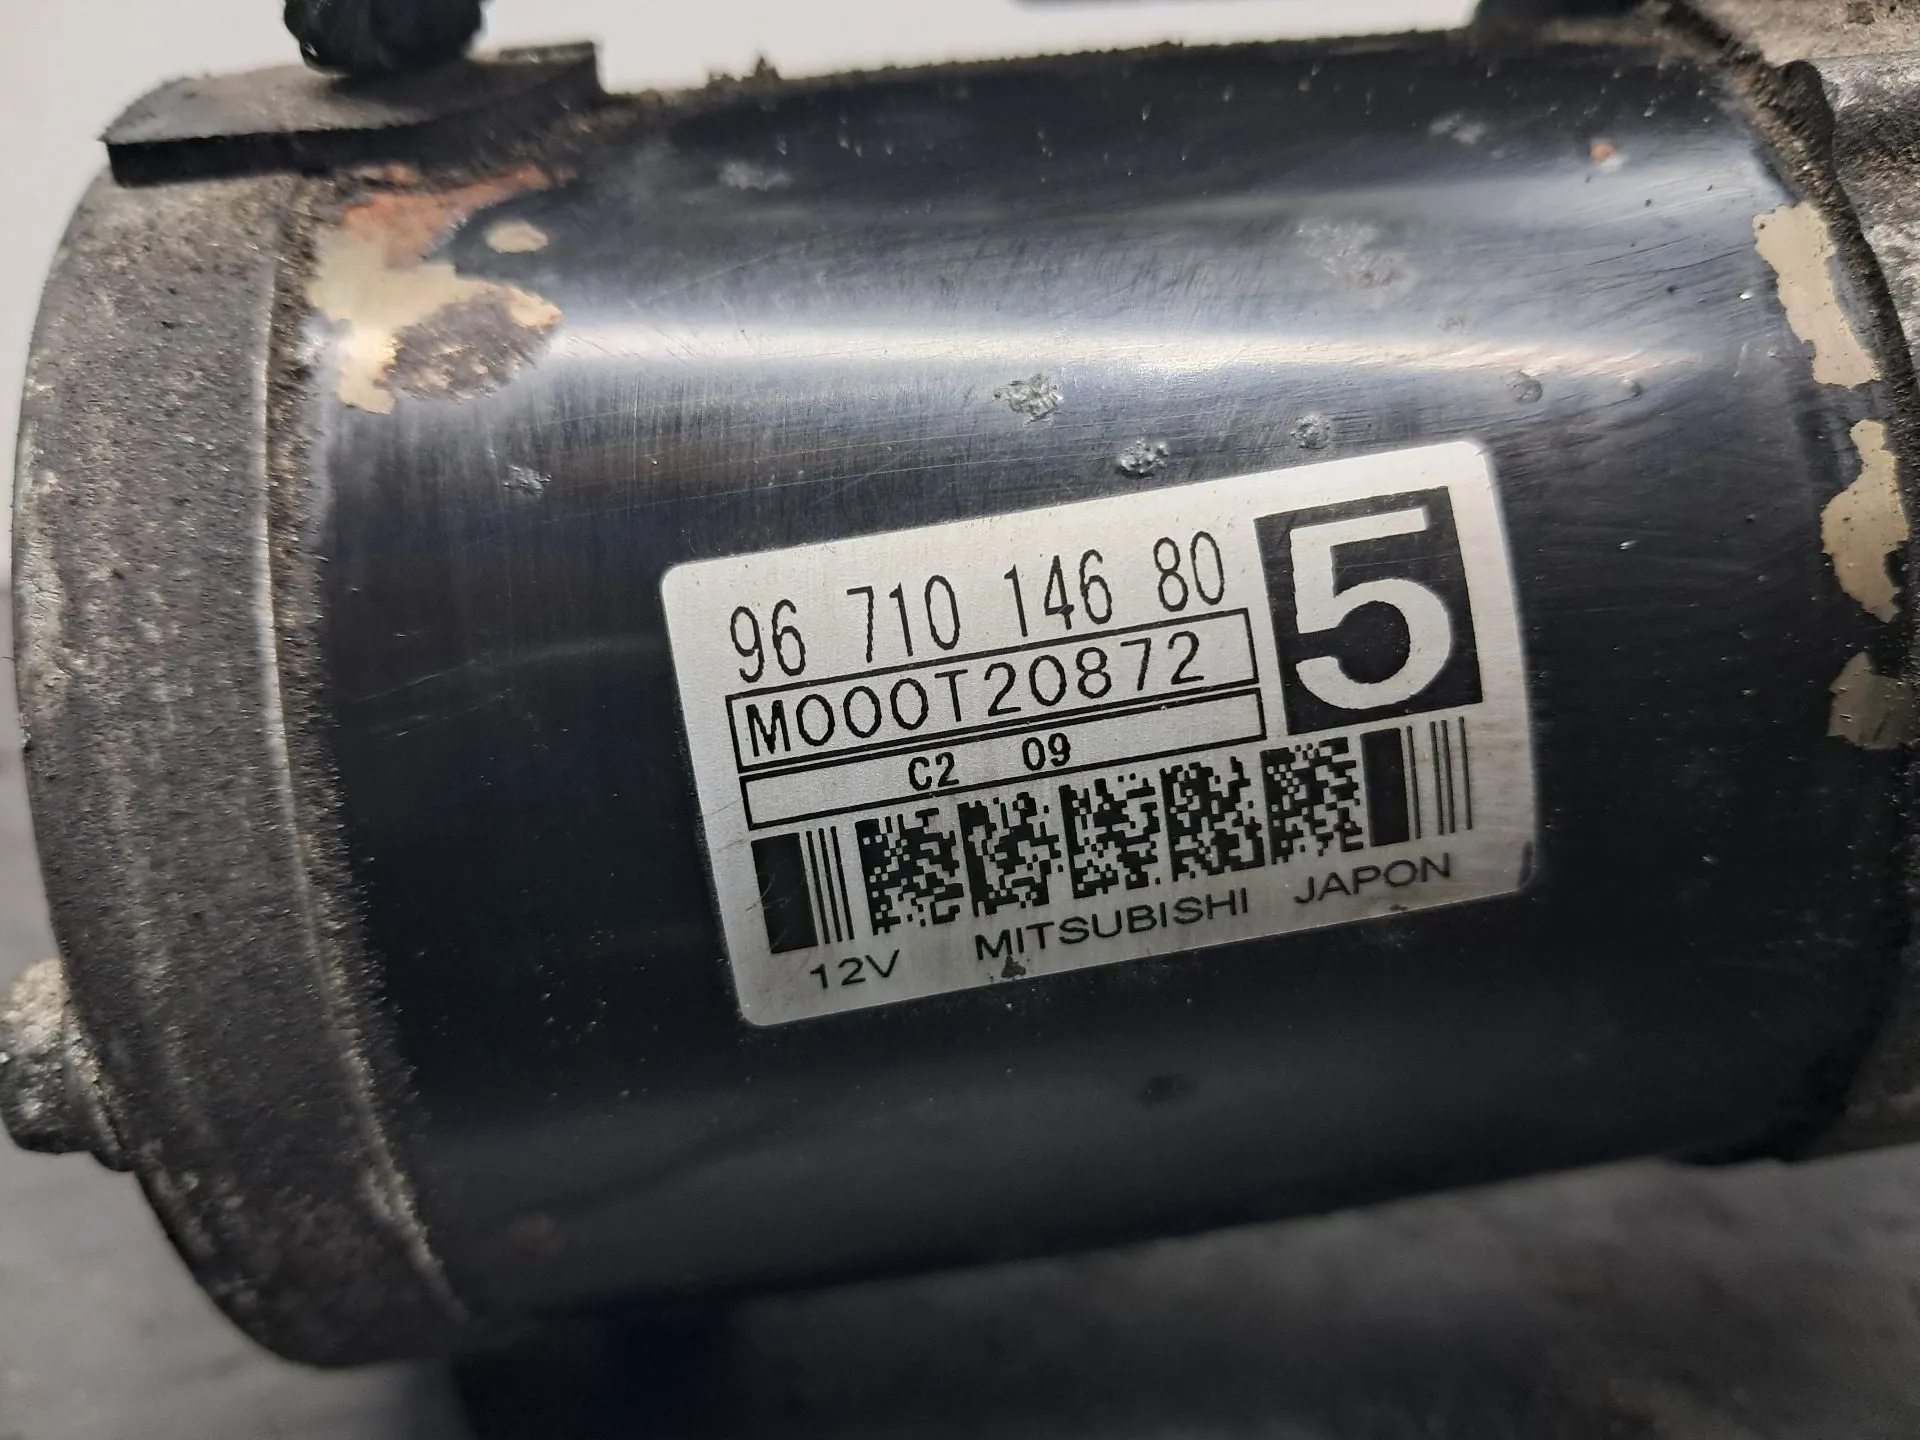 96 710 146 80
5
M000T20872
C2 09
12V MITSUBISHI JAPON